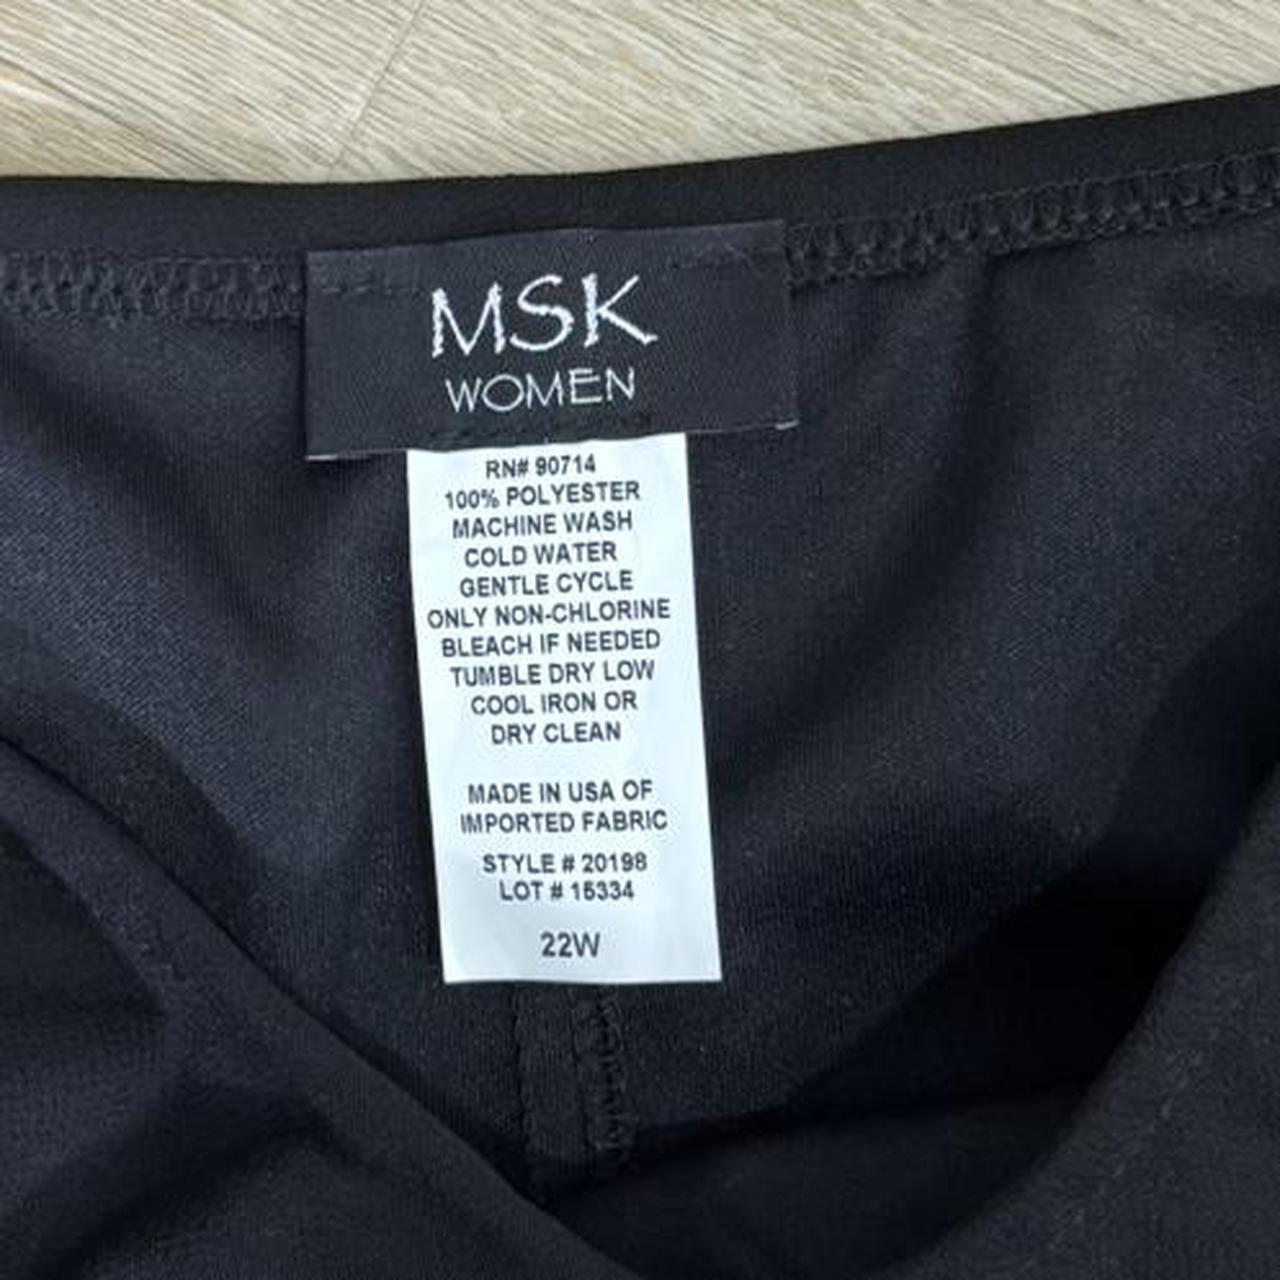 MSK
WOMEN
RN# 90714
100% POLYESTER
MACHINE WASH
COLD WATER
GENTLE CYCLE
ONLY NON-CHLORINE
BLEACH IF NEEDED
TUMBLE DRY LOW
COOL IRON OR
DRY CLEAN
MADE IN USA OF
IMPORTED FABRIC
STYLE # 20198
LOT # 15334
22W